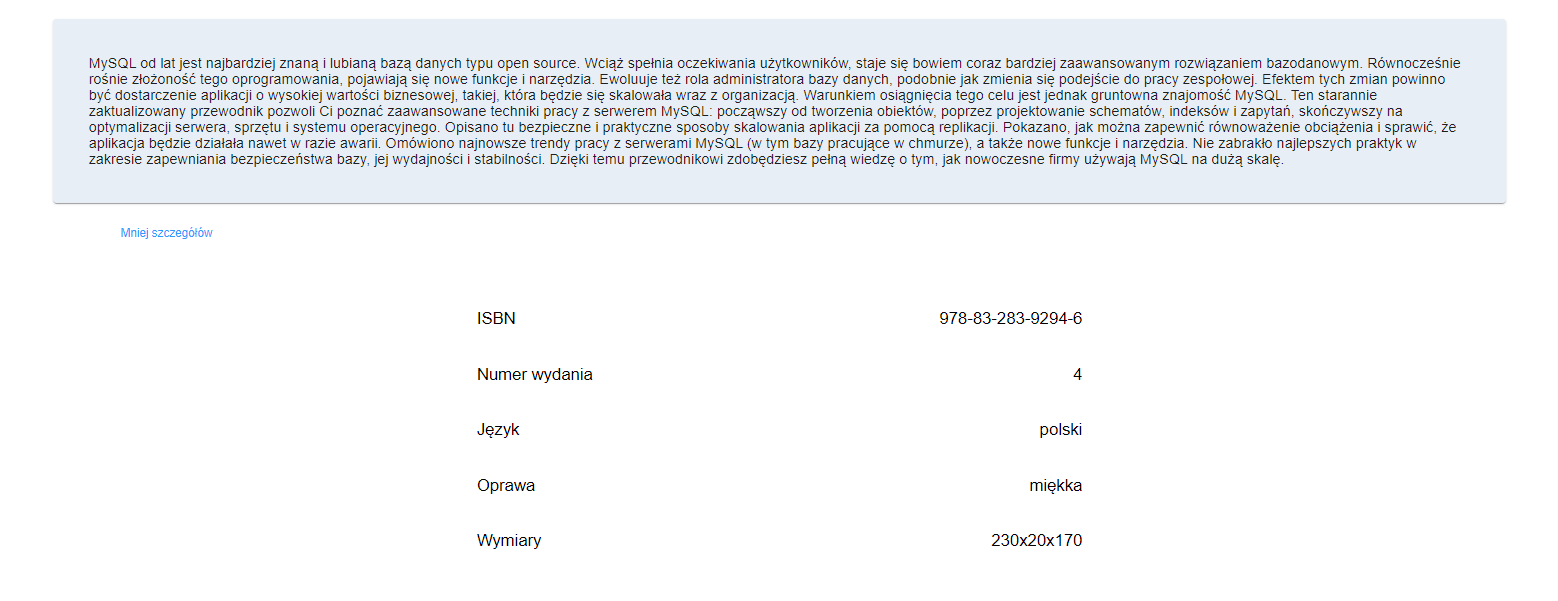 MySQL od lat jest najbardziej znaną i lubianą bazą danych typu open source. Wciąż spełnia oczekiwania użytkowników, staje się bowiem coraz bardziej zaawansowanym rozwiązaniem bazodanowym. Równocześnie
rośnie złożoność tego oprogramowania, pojawiają się nowe funkcje i narzędzia. Ewoluuje też rola administratora bazy danych, podobnie jak zmienia się podejście do pracy zespołowej. Efektem tych zmian powinno
być dostarczenie aplikacji o wysokiej wartości biznesowej, takiej, która będzie się skalowała wraz z organizacją. Warunkiem osiągnięcia tego celu jest jednak gruntowna znajomość MySQL. Ten starannie
zaktualizowany przewodnik pozwoli Ci poznać zaawansowane techniki pracy z serwerem MySQL: począwszy od tworzenia obiektów, poprzez projektowanie schematów, indeksów i zapytań, skończywszy na
optymalizacji serwera, sprzętu i systemu operacyjnego. Opisano tu bezpieczne i praktyczne sposoby skalowania aplikacji za pomocą replikacji. Pokazano, jak można zapewnić równoważenie obciążenia i sprawić, że
aplikacja będzie działała nawet w razie awarii. Omówiono najnowsze trendy pracy z serwerami MySQL (w tym bazy pracujące w chmurze), a także nowe funkcje i narzędzia. Nie zabrakło najlepszych praktyk w
zakresie zapewniania bezpieczeństwa bazy, jej wydajności i stabilności. Dzięki temu przewodnikowi zdobędziesz pełną wiedzę o tym, jak nowoczesne firmy używają MySQL na dużą skalę.
Mniej szczegółów
ISBN 978-83-283-9294-6
Numer wydania 4
Język polski
Oprawa miękka
Wymiary 230x20x170